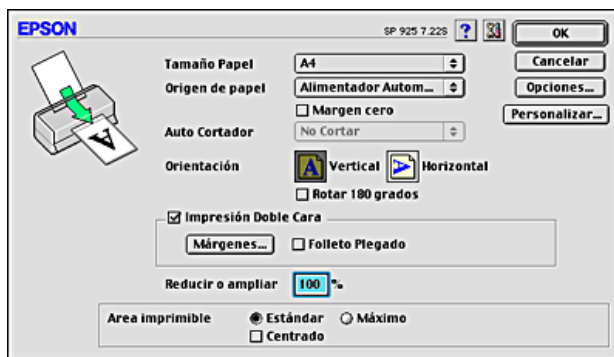 EPSON SP 925 7.22S ? OK
Tamaño Papel A4 Cancelar
Origen de papel Alimentador Autom... Opciones...
Margen cero Personalizar...
Auto Cortador No Cortar
Orientación A Vertical A Horizontal
Rotar 180 grados
Impresión Doble Cara
Márgenes... Folleto Plegado
Reducir o ampliar 100 %
Area imprimible Estándar Máximo
Centrado